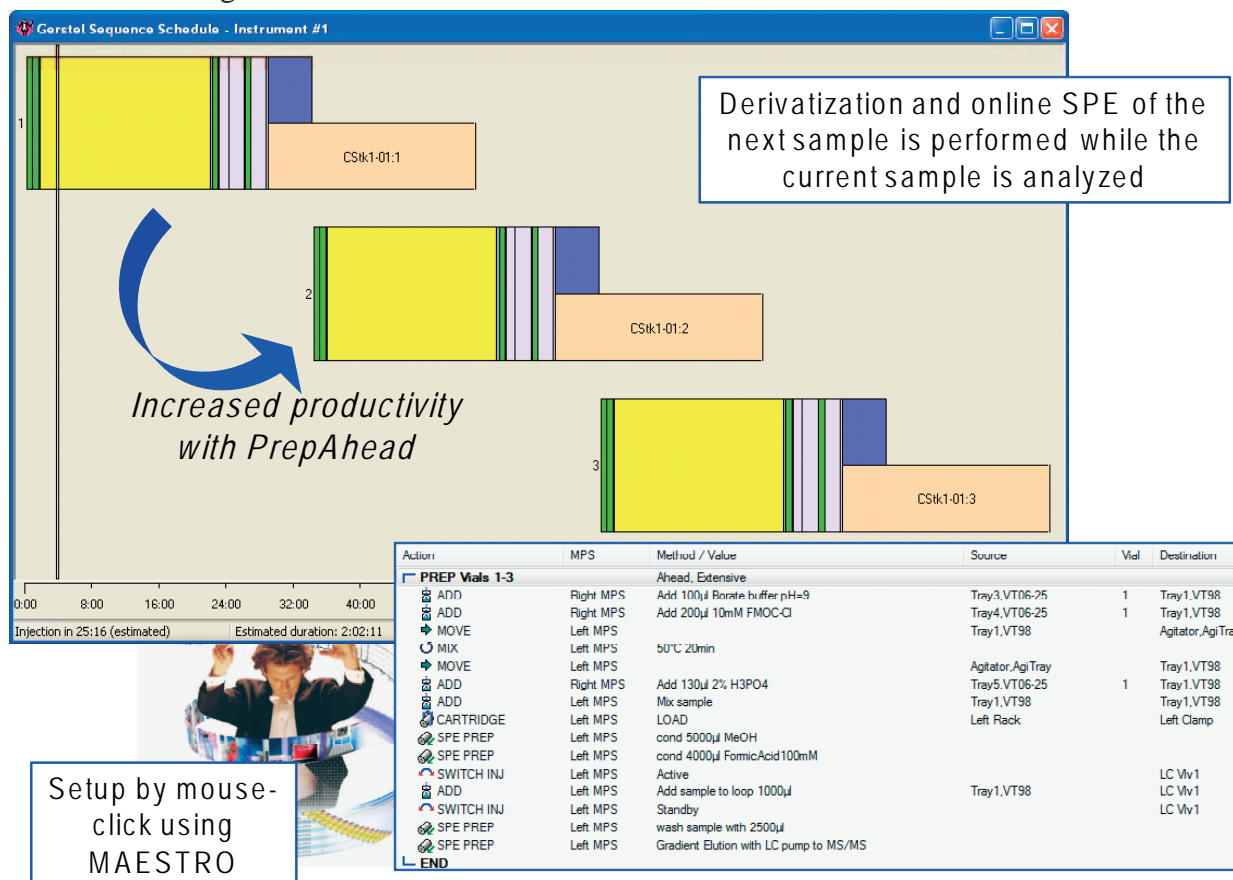 Gerstel Sequence Schedule - Instrument #1
Derivatization and online SPE of the
next sample is performed while the
current sample is analyzed
1
CStk1-01:1
2
CStk1-01:2
Increased productivity
with PrepAhead
3
CStk1-01:3
0:00 8:00 16:00 24:00 32:00 40:00
Injection in 25:16 (estimated) Estimated duration: 2:02:11
Action MPS Method / Value Source Vial Destination
PREP Vials 1-3 Ahead, Extensive
ADD Right MPS Add 100µl Borate buffer pH=9 Tray3,VT06-25 1 Tray1,VT98
ADD Right MPS Add 200µl 10mM FMOC-Cl Tray4,VT06-25 1 Tray1,VT98
MOVE Left MPS Tray1,VT98 Agitator,AgiTra
MIX Left MPS 50°C 20min
MOVE Left MPS Agitator,AgiTray Tray1,VT98
ADD Right MPS Add 130µl 2% H3PO4 Tray5,VT06-25 1 Tray1,VT98
ADD Left MPS Mix sample Tray1,VT98 Tray1,VT98
CARTRIDGE Left MPS LOAD Left Rack Left Clamp
SPE PREP Left MPS cond 5000µl MeOH
SPE PREP Left MPS cond 4000µl FormicAcid100mM
SWITCH INJ Left MPS Active LC Vlv1
ADD Left MPS Add sample to loop 1000µl Tray1,VT98 LC Vlv1
SWITCH INJ Left MPS Standby LC Vlv1
SPE PREP Left MPS wash sample with 2500µl
SPE PREP Left MPS Gradient Elution with LC pump to MS/MS
END
Setup by mouse-
click using
MAESTRO